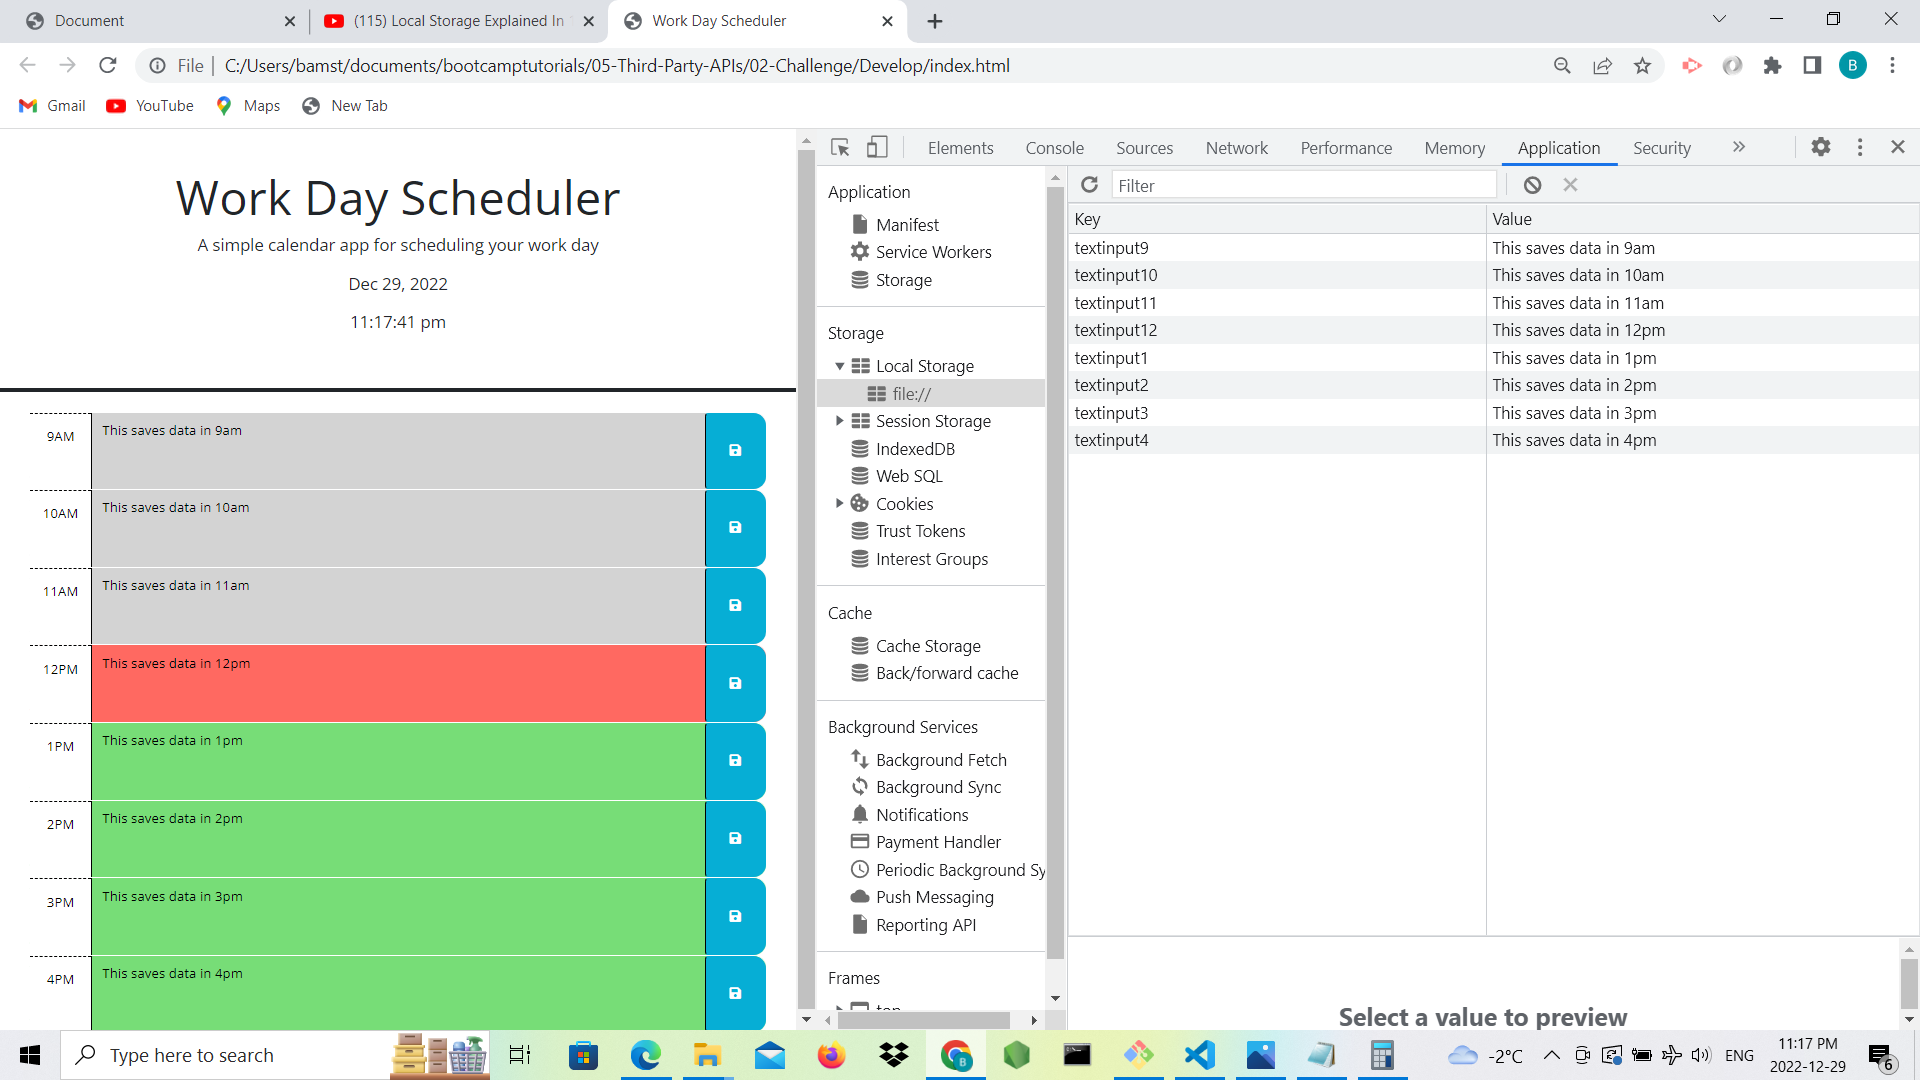 Document
(115) Local Storage Explained In
Work Day Scheduler
File
C:/Users/bamst/documents/bootcamptutorials/05-Third-Party-APIs/02-Challenge/Develop/index.html
B
Gmail
YouTube
Maps
New Tab
Work Day Scheduler
A simple calendar app for scheduling your work day
Dec 29, 2022
11:17:41 pm
9AM
This saves data in 9am
10AM
This saves data in 10am
11AM
This saves data in 11am
12PM
This saves data in 12pm
1PM
This saves data in 1pm
2PM
This saves data in 2pm
3PM
This saves data in 3pm
4PM
This saves data in 4pm
Elements
Console
Sources
Network
Performance
Memory
Application
Security
Application
Manifest
Service Workers
Storage
Storage
Local Storage
file://
Session Storage
IndexedDB
Web SQL
Cookies
Trust Tokens
Interest Groups
Cache
Cache Storage
Back/forward cache
Background Services
Background Fetch
Background Sync
Notifications
Payment Handler
Periodic Background Sy
Push Messaging
Reporting API
Frames
top
Filter
Key Value
textinput9 This saves data in 9am
textinput10 This saves data in 10am
textinput11 This saves data in 11am
textinput12 This saves data in 12pm
textinput1 This saves data in 1pm
textinput2 This saves data in 2pm
textinput3 This saves data in 3pm
textinput4 This saves data in 4pm
Select a value to preview
Type here to search
B
-2°C
ENG
11:17 PM
2022-12-29
6